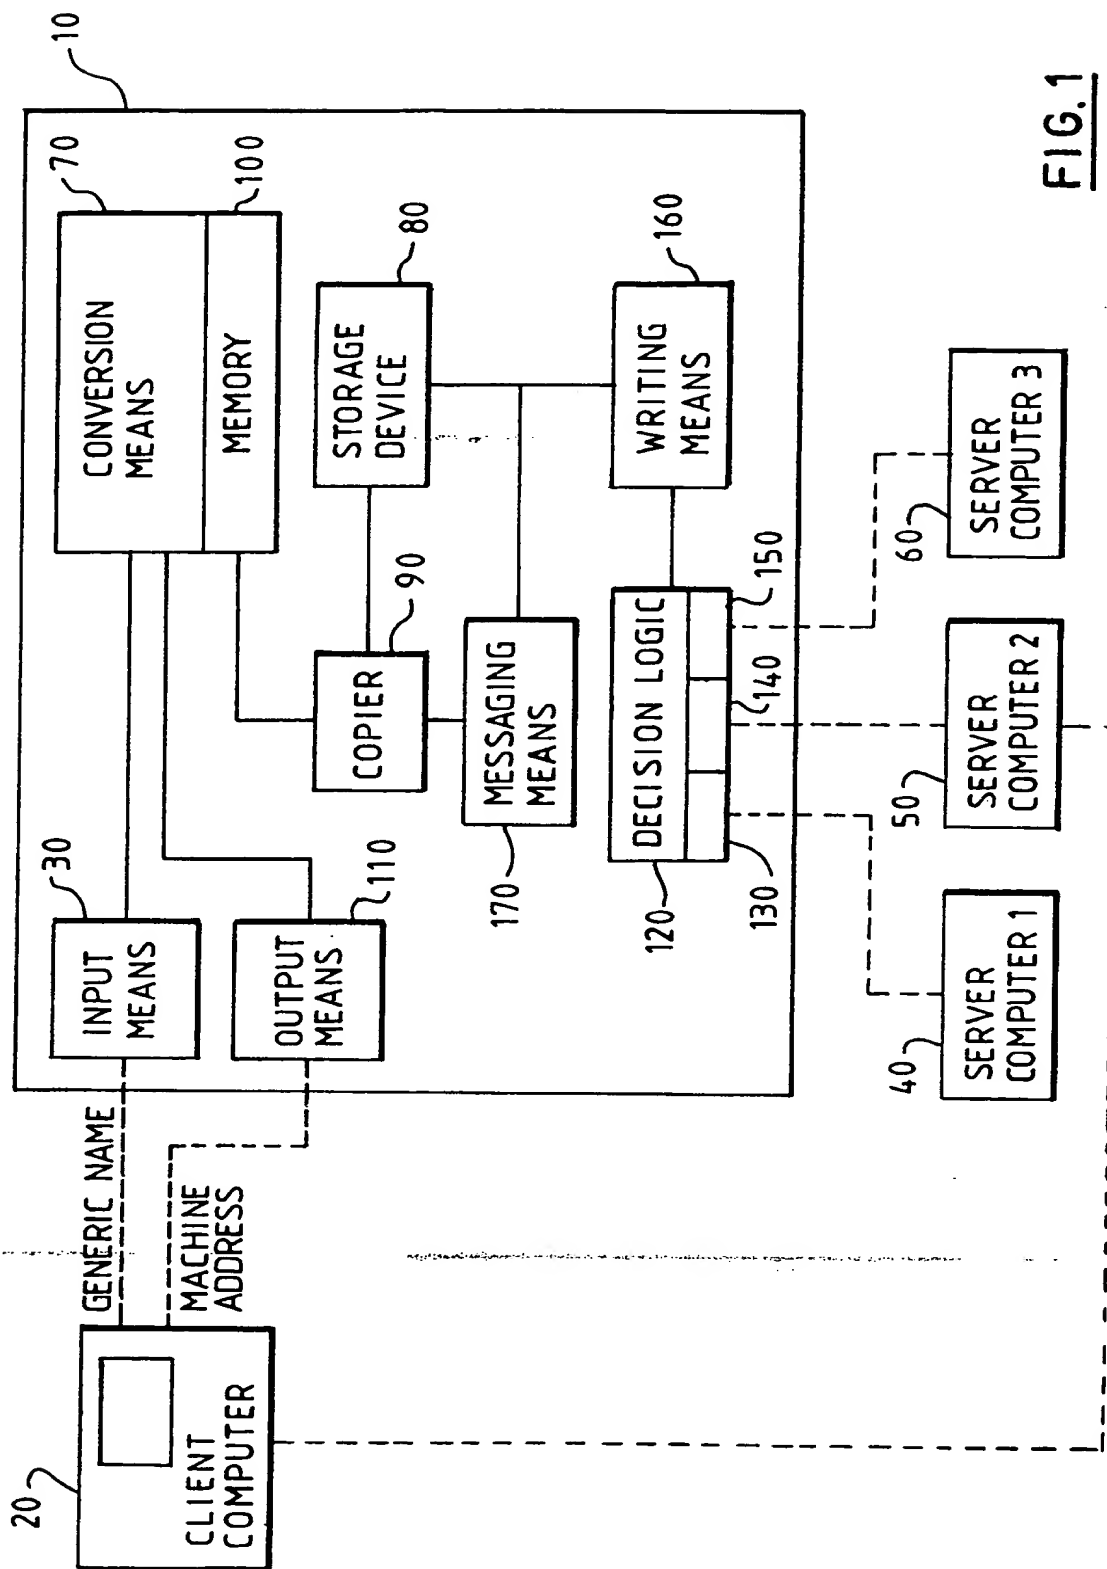 10
70
CONVERSION
MEANS
100
MEMORY
30
INPUT
MEANS
110
OUTPUT
MEANS
GENERIC NAME
MACHINE
ADDRESS
20
CLIENT
COMPUTER
80
STORAGE
DEVICE
90
COPIER
170
MESSAGING
MEANS
160
WRITING
MEANS
120
DECISION LOGIC
130
140
150
40
SERVER
COMPUTER 1
50
SERVER
COMPUTER 2
60
SERVER
COMPUTER 3
FIG. 1